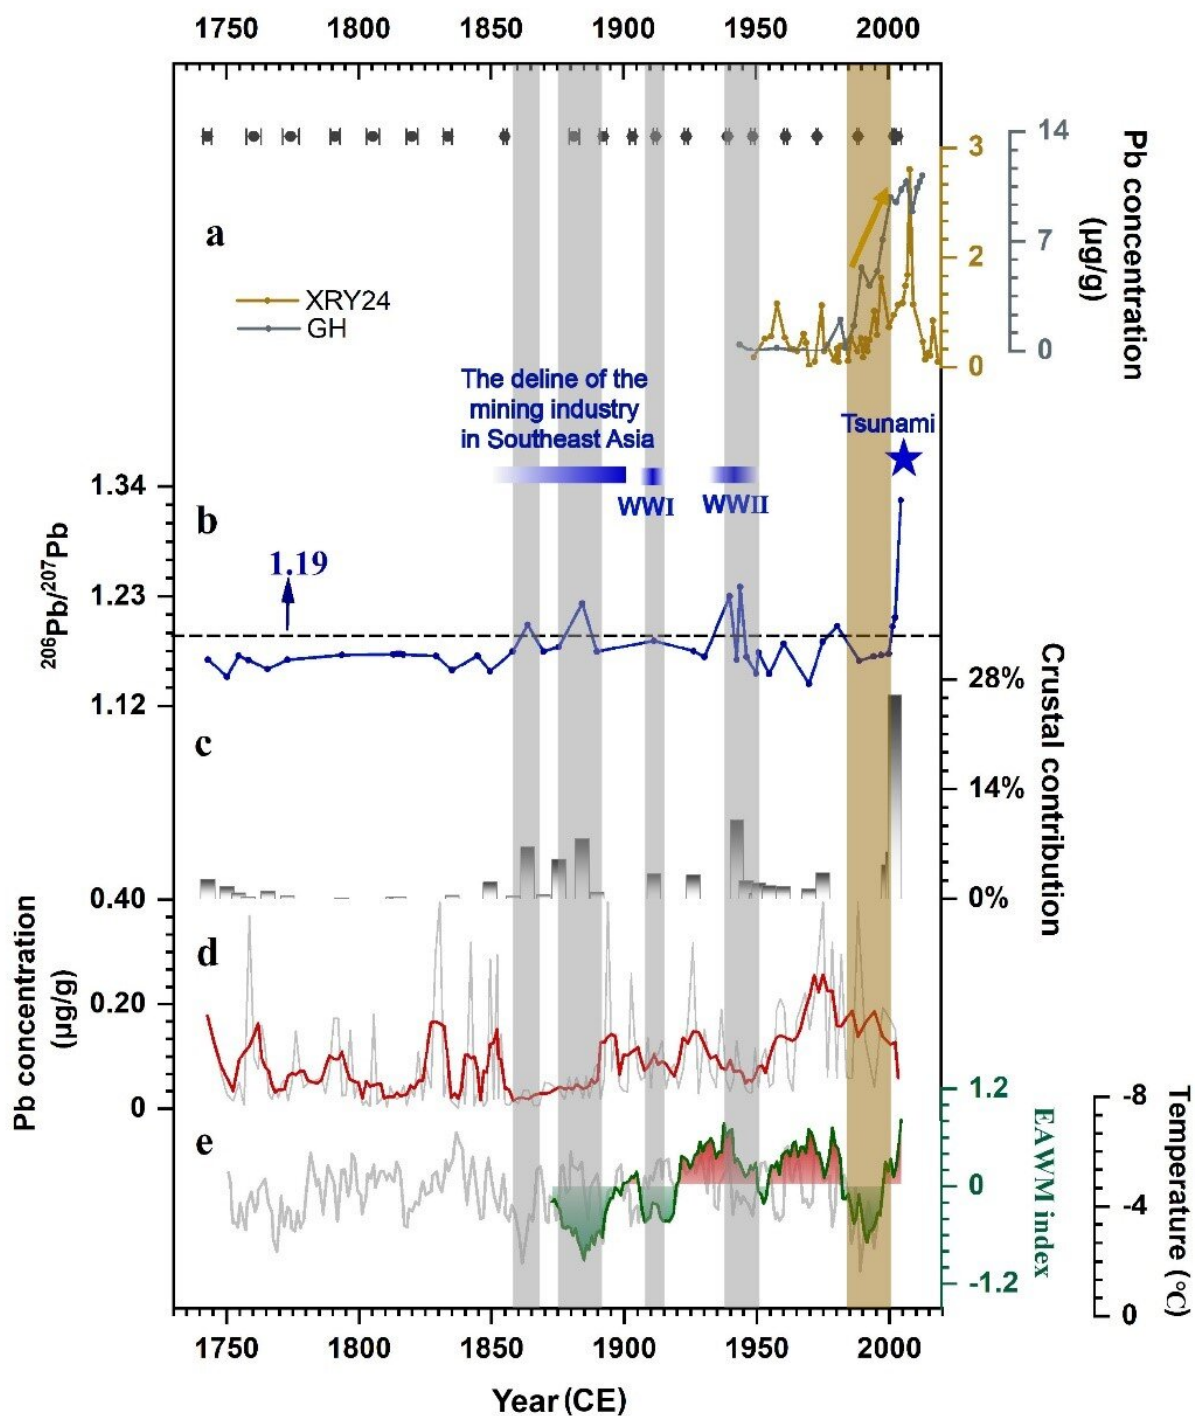 1750 1800 1850 1900 1950 2000
a
XRY24
GH
3
2
0
0
14
7
0
Pb concentration
(μg/g)
The deline of the
mining industry
in Southeast Asia
WWI
WWII
Tsunami
b
1.19
1.34
1.23
1.12
206Pb/207Pb
c
28%
14%
0%
Crustal contribution
d
0.40
0.20
0
Pb concentration
(μg/g)
e
1.2
0
-1.2
EAWM index
-8
-4
0
Temperature (°C)
1750 1800 1850 1900 1950 2000
Year (CE)